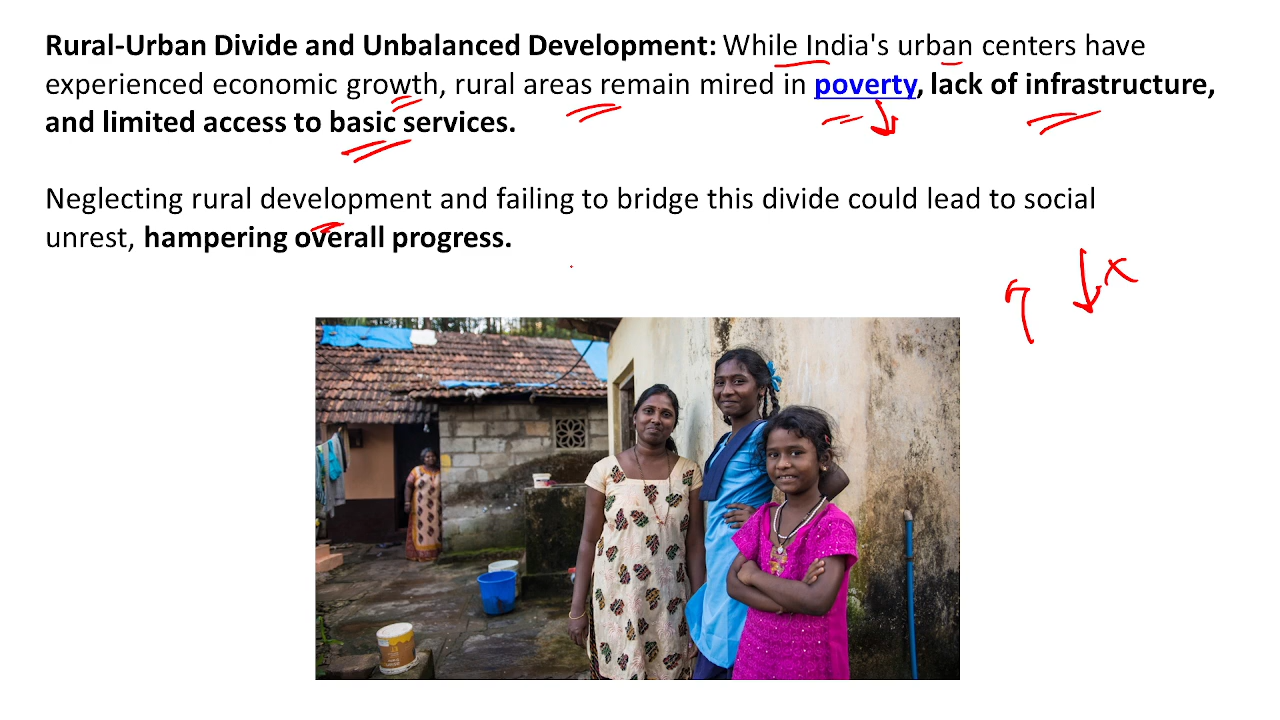 Rural-Urban Divide and Unbalanced Development: While India's urban centers have
experienced economic growth, rural areas remain mired in poverty, lack of infrastructure,
and limited access to basic services.
Neglecting rural development and failing to bridge this divide could lead to social
unrest, hampering overall progress.
x